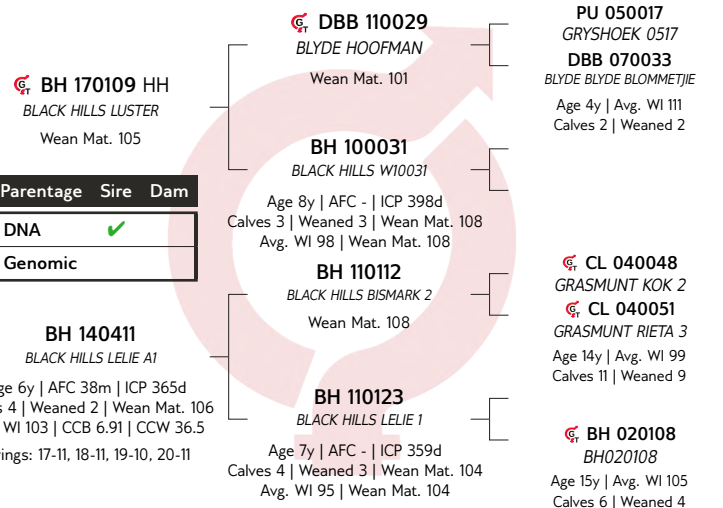 BH 170109 HH
BLACK HILLS LUSTER
Wean Mat. 105
Parentage Sire Dam
DNA ✔
Genomic
BH 140411
BLACK HILLS LELIE A1
6y | AFC 38m | ICP 365d
4 | Weaned 2 | Wean Mat. 106
WI 103 | CCB 6.91 | CCW 36.5
17-11, 18-11, 19-10, 20-11
DBB 110029
BLYDE HOOFMAN
Wean Mat. 101
BH 100031
BLACK HILLS W10031
Age 8y | AFC - | ICP 398d
Calves 3 | Weaned 3 | Wean Mat. 108
Avg. WI 98 | Wean Mat. 108
BH 110112
BLACK HILLS BISMARK 2
Wean Mat. 108
BH 110123
BLACK HILLS LELIE 1
Age 7y | AFC - | ICP 359d
Calves 4 | Weaned 3 | Wean Mat. 104
Avg. WI 95 | Wean Mat. 104
PU 050017
GRYSHOEK 0517
DBB 070033
BLYDE BLYDE BLOMMETJIE
Age 4y | Avg. WI 111
Calves 2 | Weaned 2
CL 040048
GRASMUNT KOK 2
CL 040051
GRASMUNT RIETA 3
Age 14y | Avg. WI 99
Calves 11 | Weaned 9
BH 020108
BH020108
Age 15y | Avg. WI 105
Calves 6 | Weaned 4